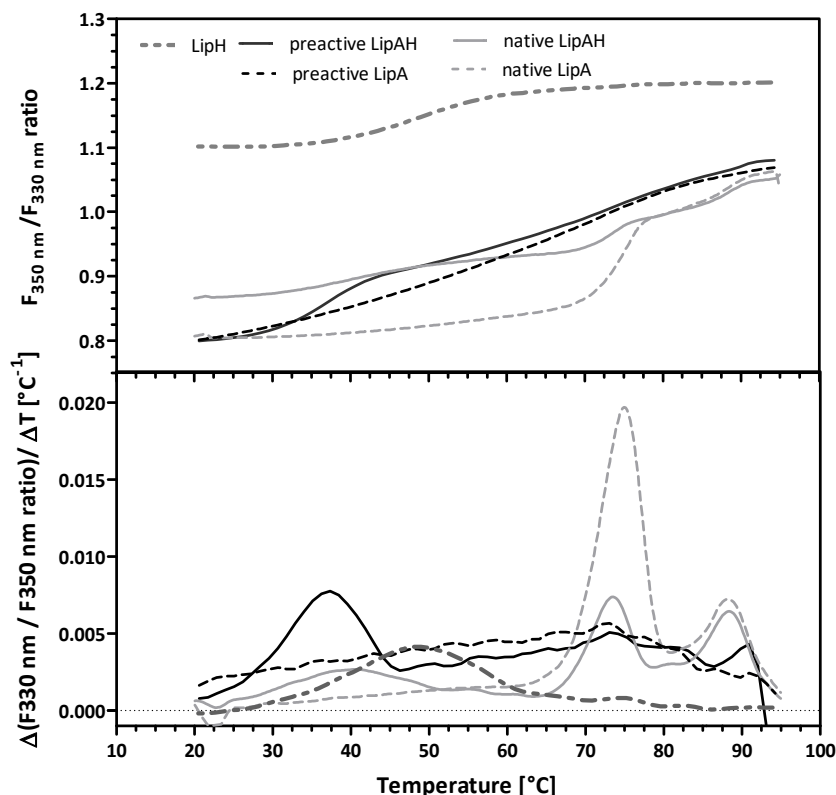 1.3
LipH preactive LipAH native LipAH
preactive LipA native LipA
1.2
1.1
1.0
0.9
0.8
F350 nm /F330 nm ratio
0.020
0.015
0.010
0.005
0.000
Δ(F330 nm / F350 nm ratio)/ ΔT [°C-1]
10 20 30 40 50 60 70 80 90 100
Temperature [°C]